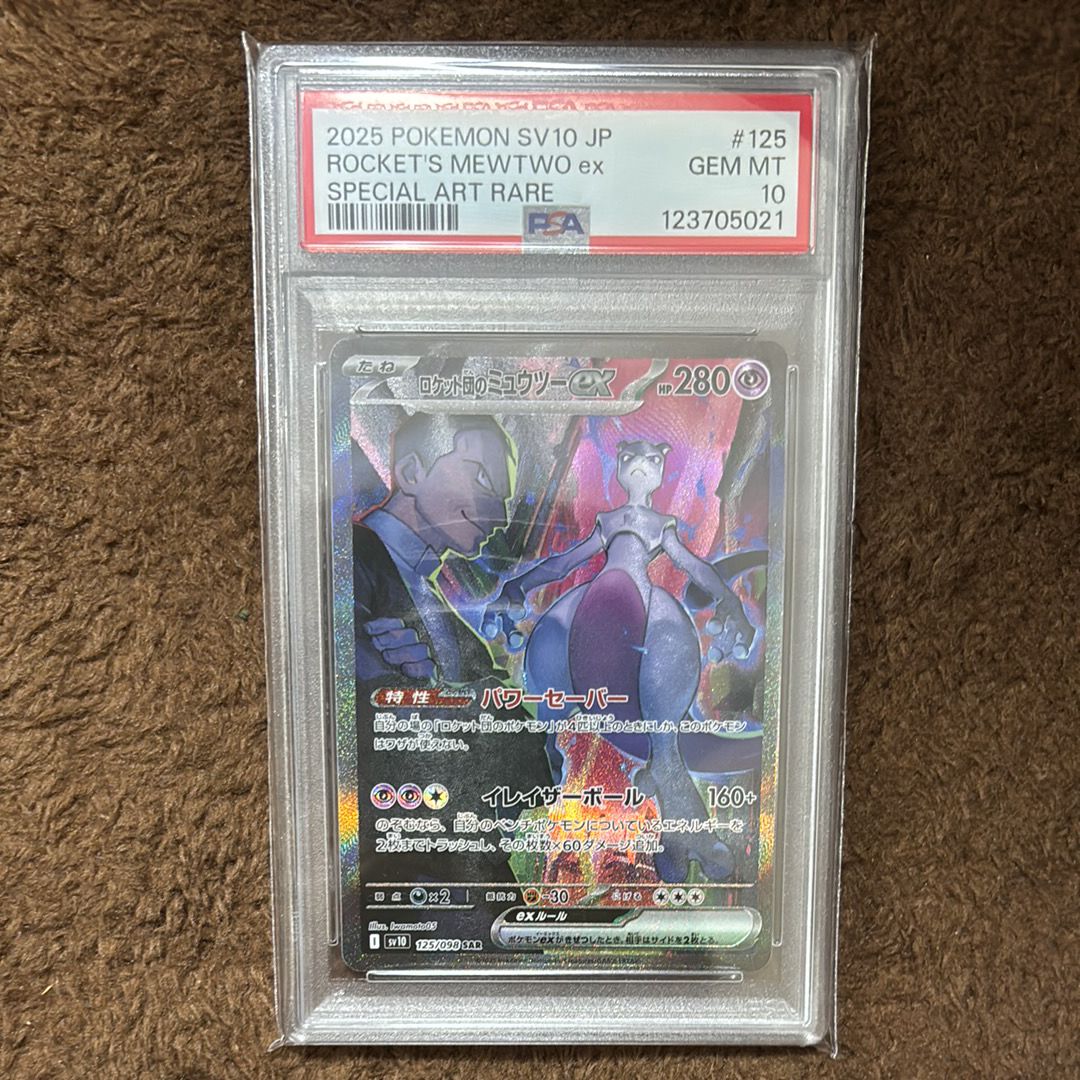 2025 POKEMON SV10 JP #125
ROCKET'S MEWTWO ex GEM MT
SPECIAL ART RARE 10
PSA 123705021
たね ロケット団のミュウツーex HP280
特性 パワーセーバー
自分の場の「ロケット団のポケモン」が4匹以上のときにしか、このポケモン
はワザが使えない。
イレイザーボール 160+
のぞむなら、自分のベンチポケモンについているエネルギーを
2枚までトラッシュし、その枚数×60ダメージ追加。
弱点 ×2 抵抗力 -30 にげる
Illus. Iwamoto05
exルール
I sv10 125/098 SAR
ポケモンexがきぜつしたとき、相手はサイドを2枚とる。